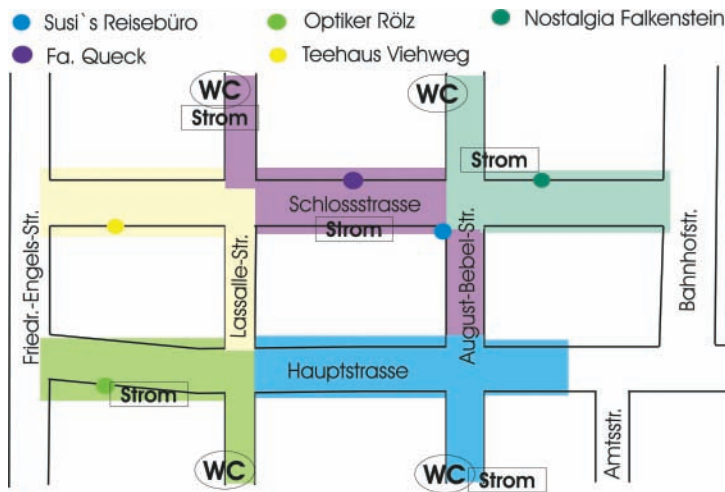 Susi`s Reisebüro
Optiker Rölz
Nostalgia Falkenstein
Fa. Queck
Teehaus Viehweg
WC
WC
Strom
Strom
Schlossstrasse
Strom
Friedr.-Engels-Str.
Lassalle-Str.
August-Bebel-Str.
Bahnhofstr.
Hauptstrasse
Strom
Amtsstr.
WC
WC
Strom